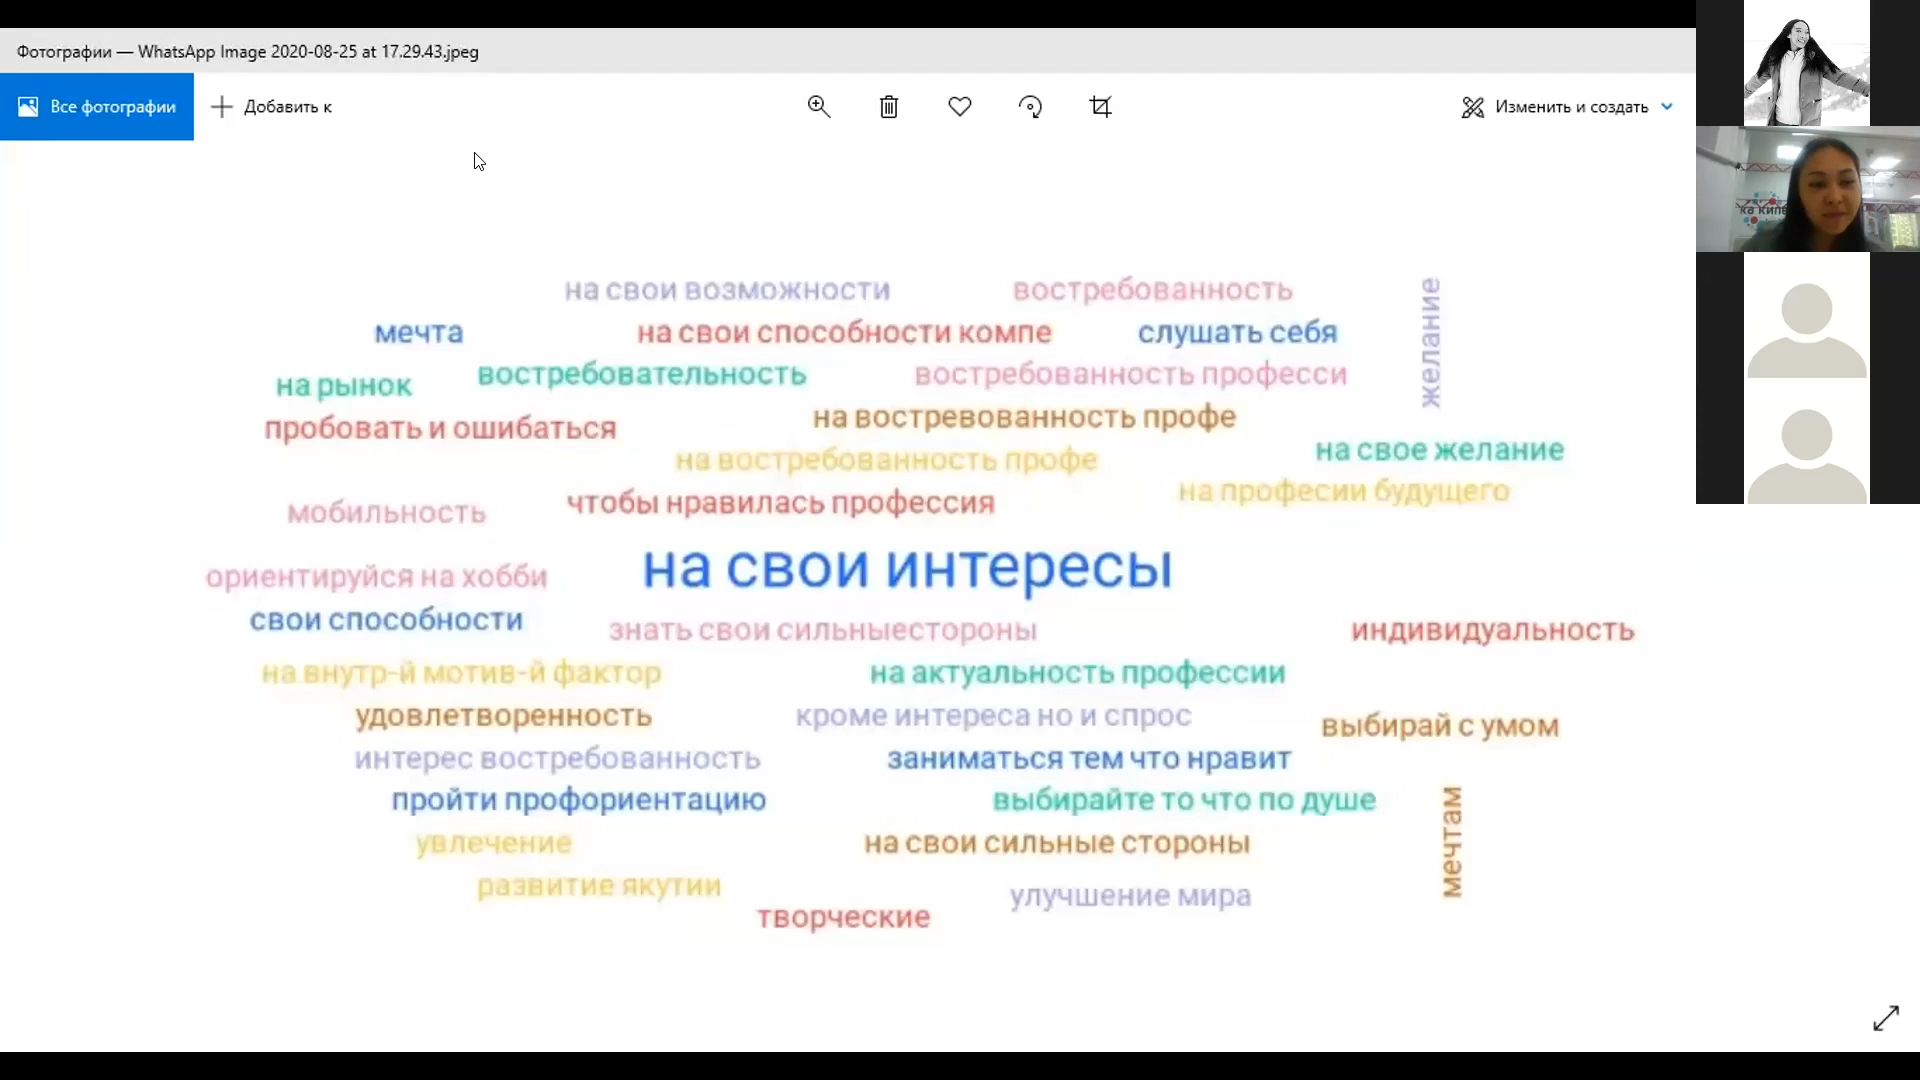 Фотографии — WhatsApp Image 2020-08-25 at 17.29.43.jpeg
Все фотографии
Добавить к
Изменить и создать
на свои возможности
востребованность
желание
мечта
на свои способности компе
слушать себя
на рынок
востребовательность
востребованность професси
пробовать и ошибаться
на востревованность профе
на свое желание
на востребованность профе
на професии будущего
мобильность
чтобы нравилась профессия
на свои интересы
ориентируйся на хобби
свои способности
знать свои сильныестороны
индивидуальность
на внутр-й мотив-й фактор
на актуальность профессии
удовлетворенность
кроме интереса но и спрос
выбирай с умом
интерес востребованность
заниматься тем что нравит
пройти профориентацию
выбирайте то что по душе
мечтам
увлечение
на свои сильные стороны
развитие якутии
улучшение мира
творческие